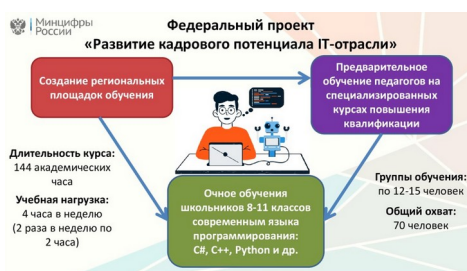 Минцифры
России
Федеральный проект
«Развитие кадрового потенциала IT-отрасли»
Создание региональных
площадок обучения
Предварительное
обучение педагогов на
специализированных
курсах повышения
квалификации
Длительность курса:
144 академических
часа
Учебная нагрузка:
4 часа в неделю
(2 раза в неделю по
2 часа)
Очное обучения
школьников 8-11 классов
современным языка
программирования:
C#, C++, Python и др.
Группы обучения:
по 12-15 человек
Общий охват:
70 человек